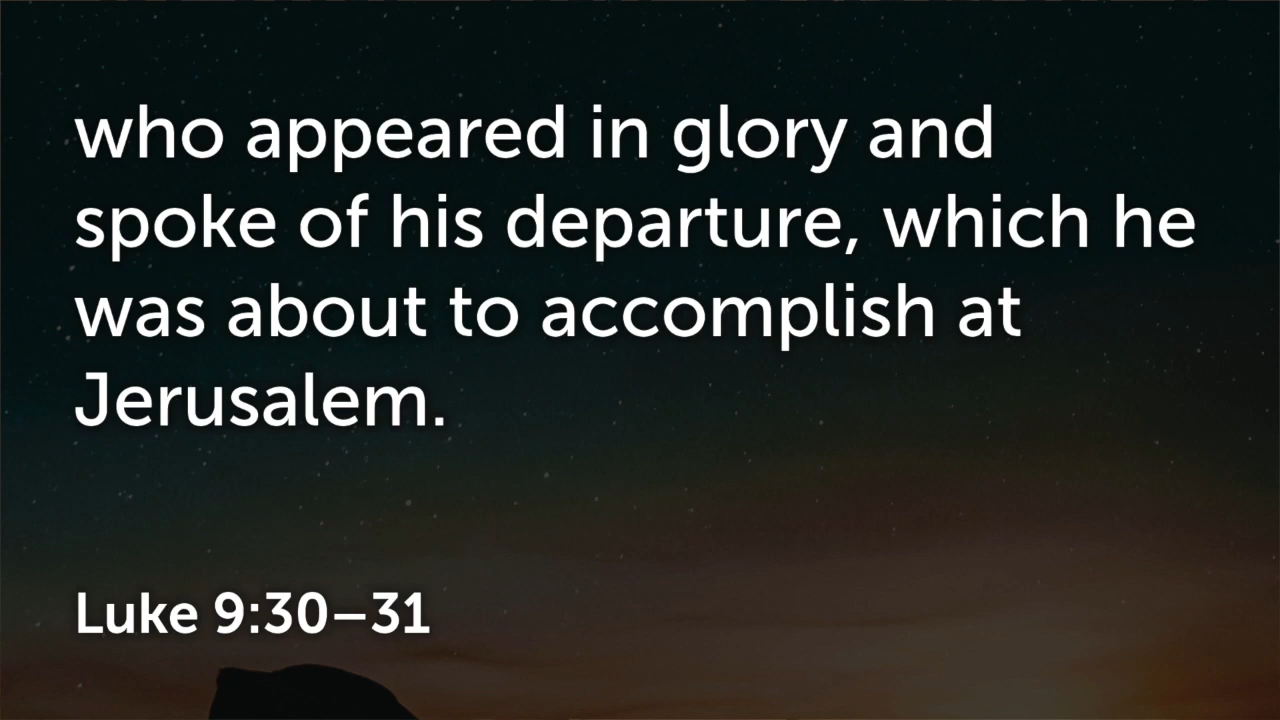 who appeared in glory and
spoke of his departure, which he
was about to accomplish at
Jerusalem.
Luke 9:30–31